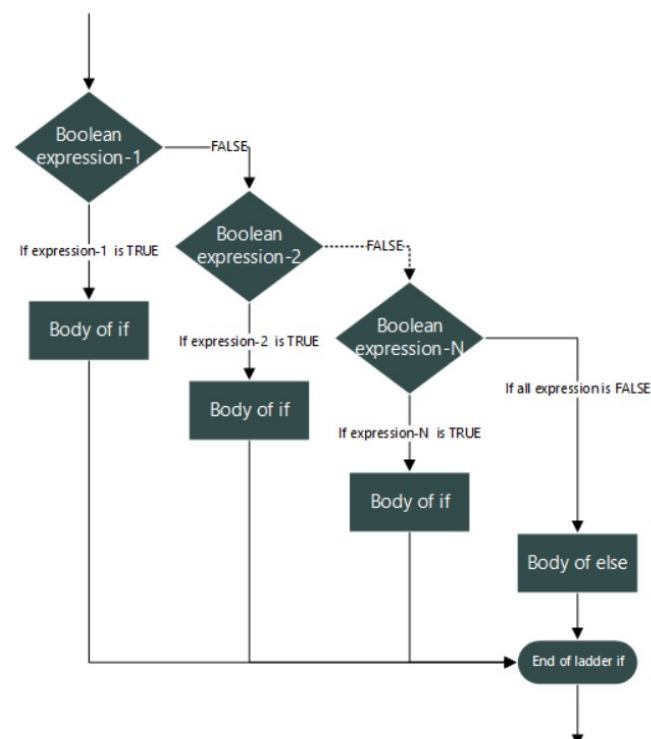 Boolean
expression-1
FALSE
If expression-1 is TRUE
Body of if
Boolean
expression-2
FALSE
If expression-2 is TRUE
Body of if
Boolean
expression-N
If expression-N is TRUE
Body of if
If all expression is FALSE
Body of else
End of ladder if